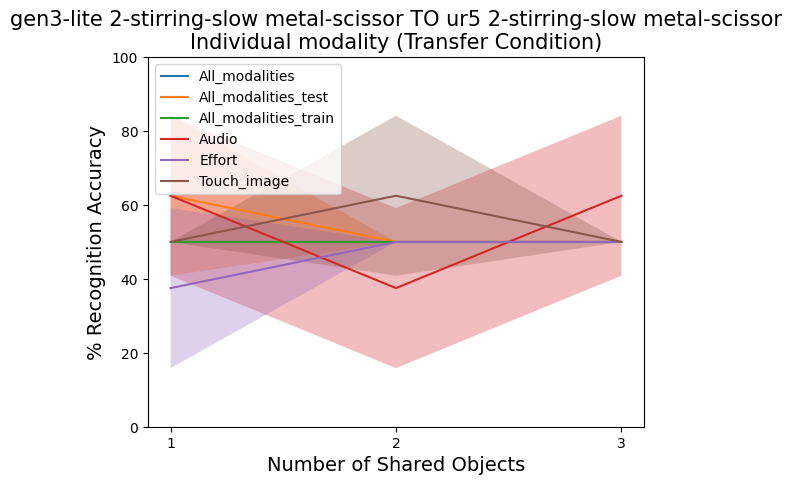 gen3-lite 2-stirring-slow metal-scissor TO ur5 2-stirring-slow metal-scissor
Individual modality (Transfer Condition)
100
80
60
40
20
0
% Recognition Accuracy
All_modalities
All_modalities_test
All_modalities_train
Audio
Effort
Touch_image
1
2
3
Number of Shared Objects